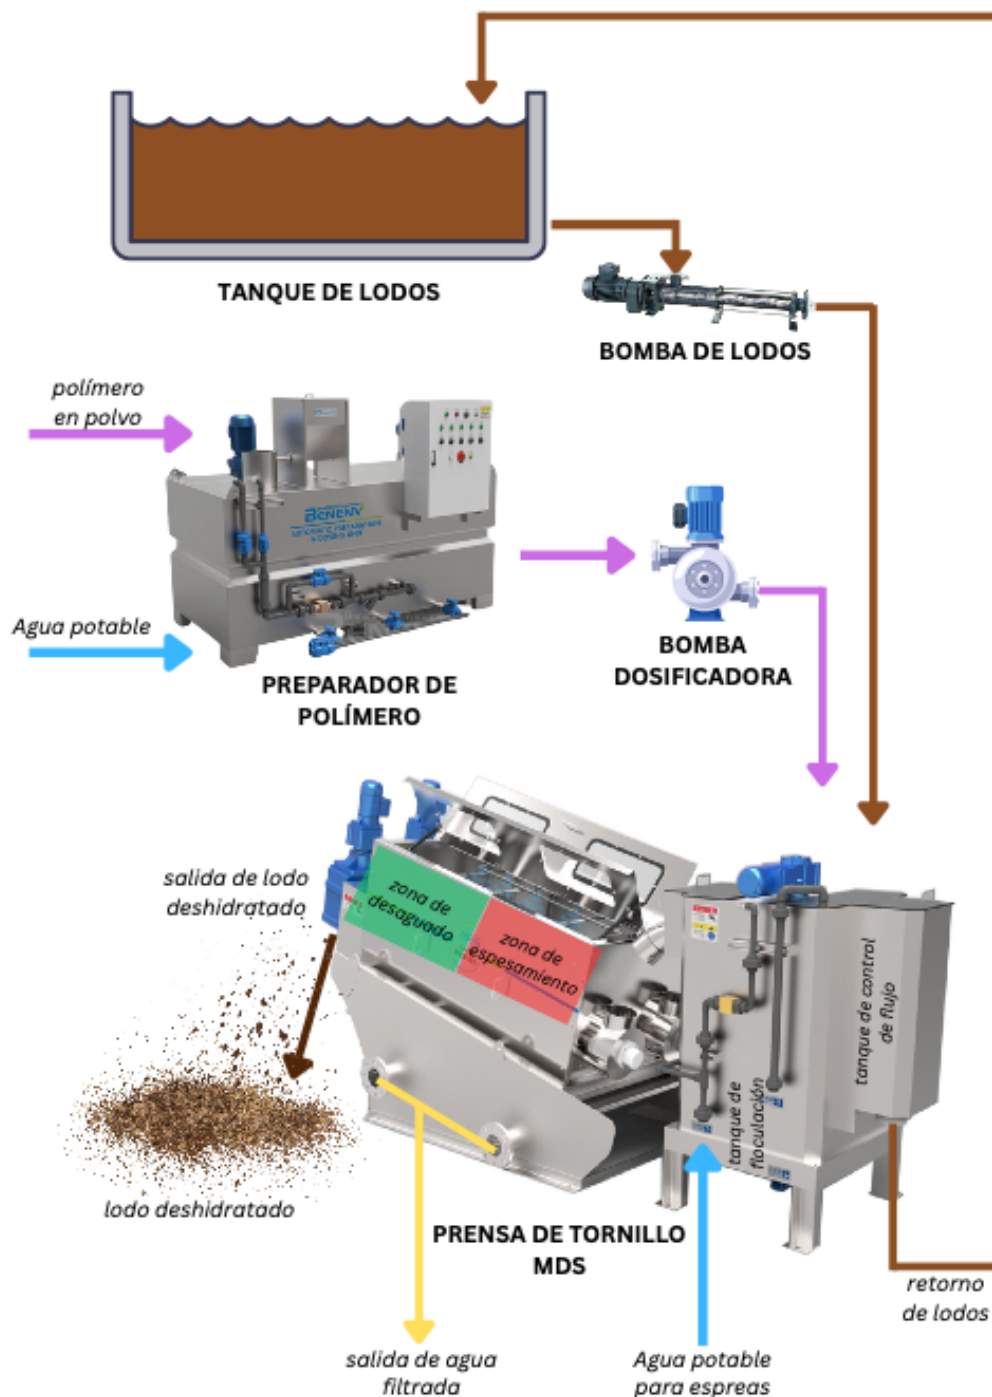 TANQUE DE LODOS
BOMBA DE LODOS
polímero
en polvo
BENENV
Agua potable
PREPARADOR DE
POLÍMERO
BOMBA
DOSIFICADORA
salida de lodo
deshidratado
zona de
desaguado
zona de
espesamiento
tanque de control
de flujo
tanque de
floculación
lodo deshidratado
PRENSA DE TORNILLO
MDS
retorno
de lodos
salida de agua
filtrada
Agua potable
para espreas